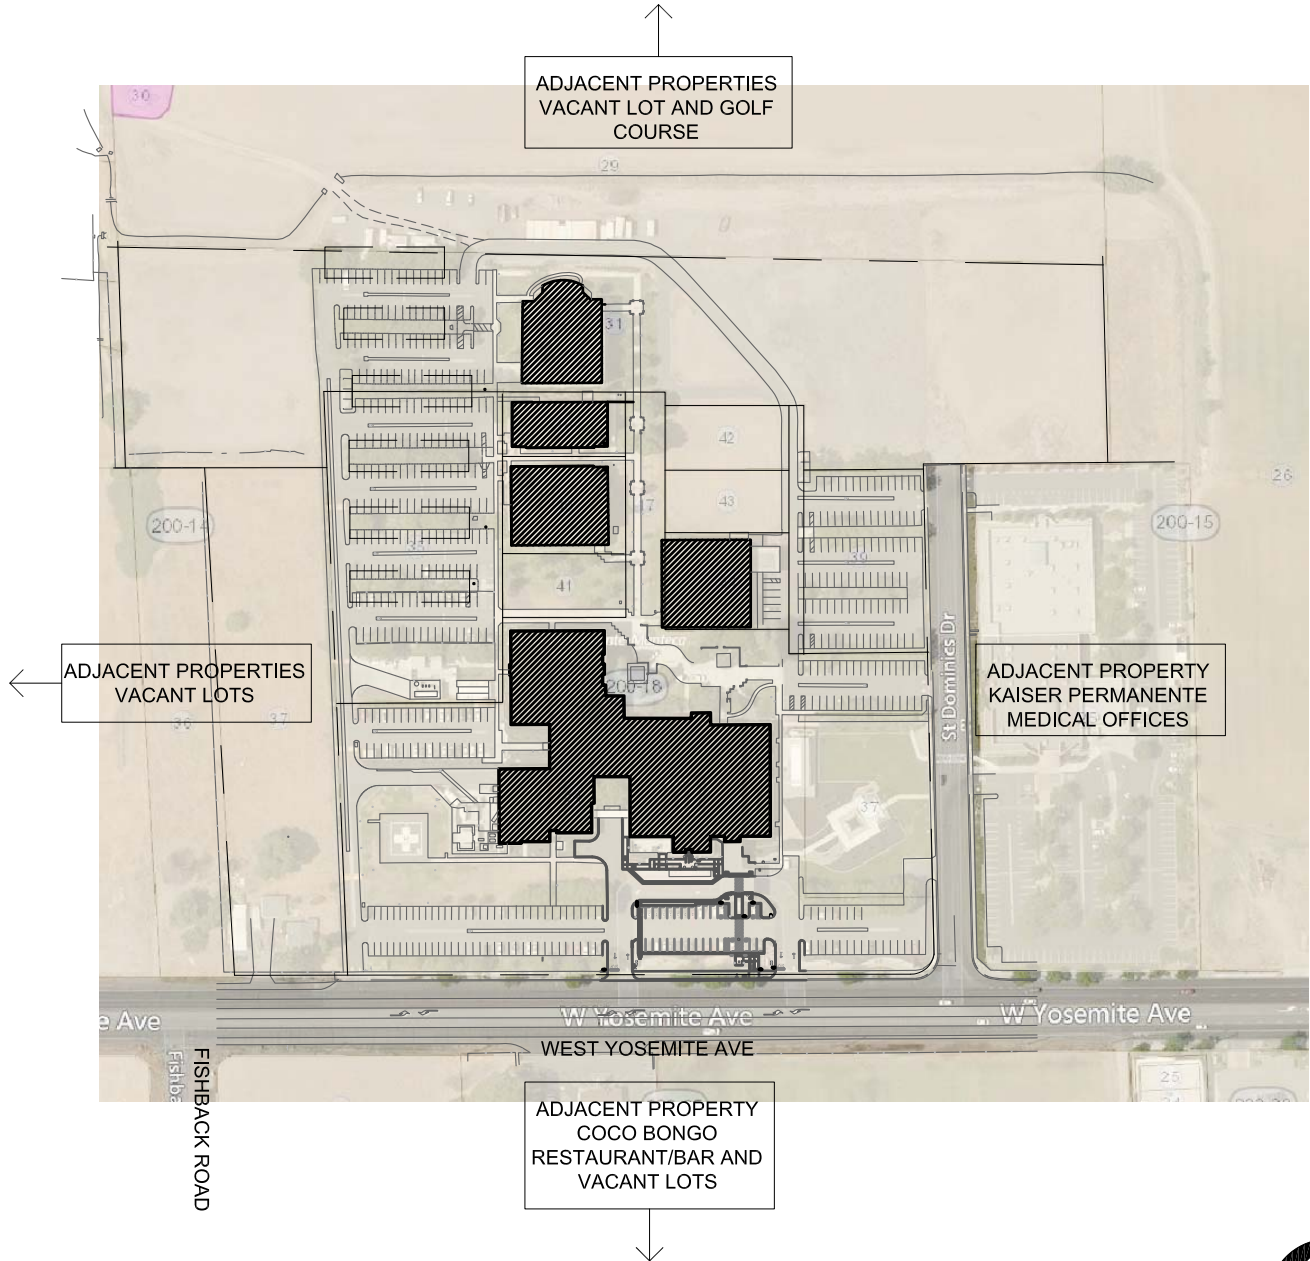 ADJACENT PROPERTIES
VACANT LOT AND GOLF
COURSE
30
29
31
42
26
43
17
200-14
200-15
35
39
41
ADJACENT PROPERTIES
VACANT LOTS
200-18
St Dominics Dr
ADJACENT PROPERTY
KAISER PERMANENTE
MEDICAL OFFICES
36
37
37
e Ave
W Yosemite Ave
W Yosemite Ave
WEST YOSEMITE AVE
Fishba
FISHBACK ROAD
25
ADJACENT PROPERTY
COCO BONGO
RESTAURANT/BAR AND
VACANT LOTS